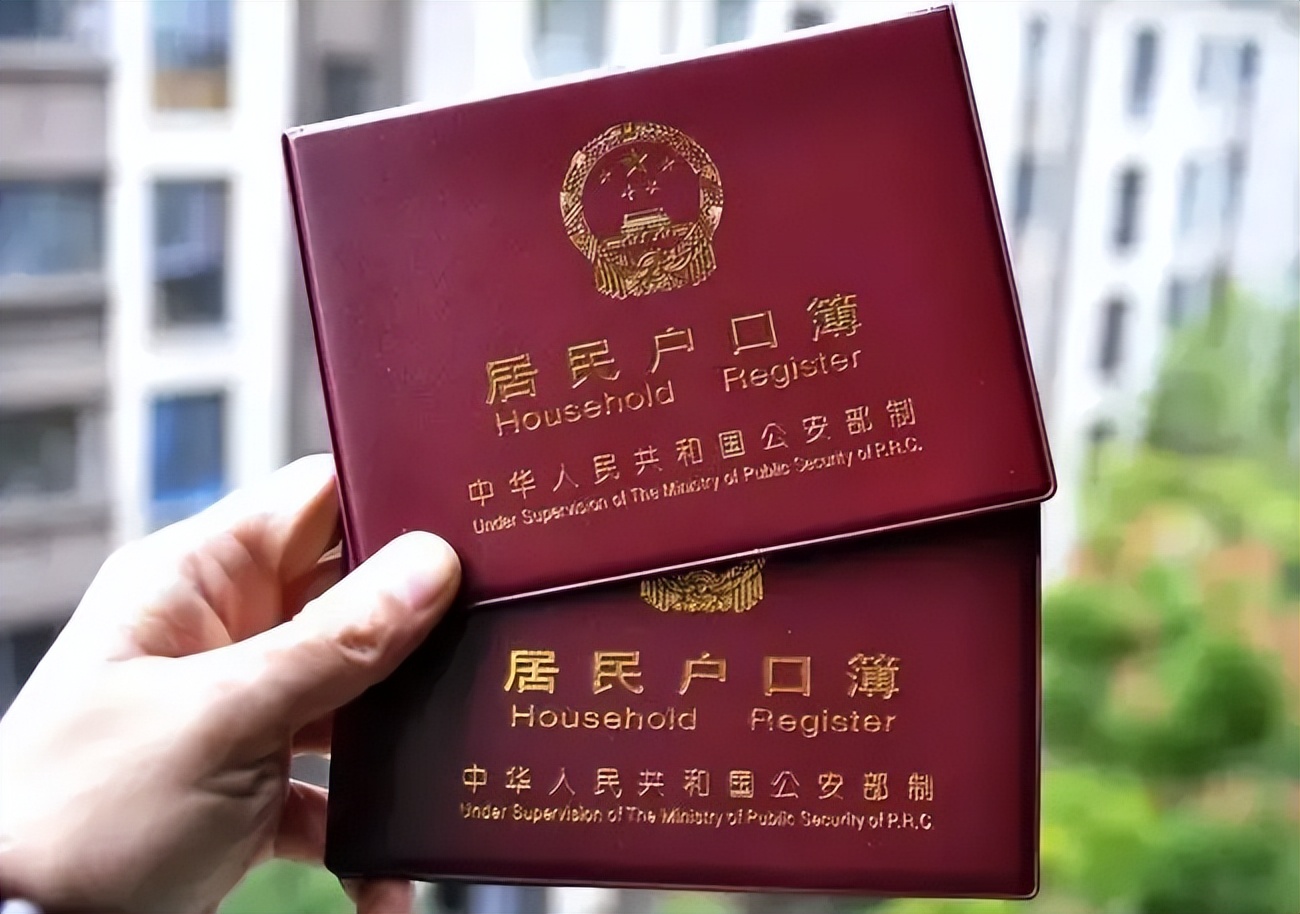 居民户口簿
Household Register
中华人民共和国公安部制
Under Supervision of The Ministry of Public Security of P.R.C.
居民户口簿
Household Register
中华人民共和国公安部制
Under Supervision of The Ministry of Public Security of P.R.C.